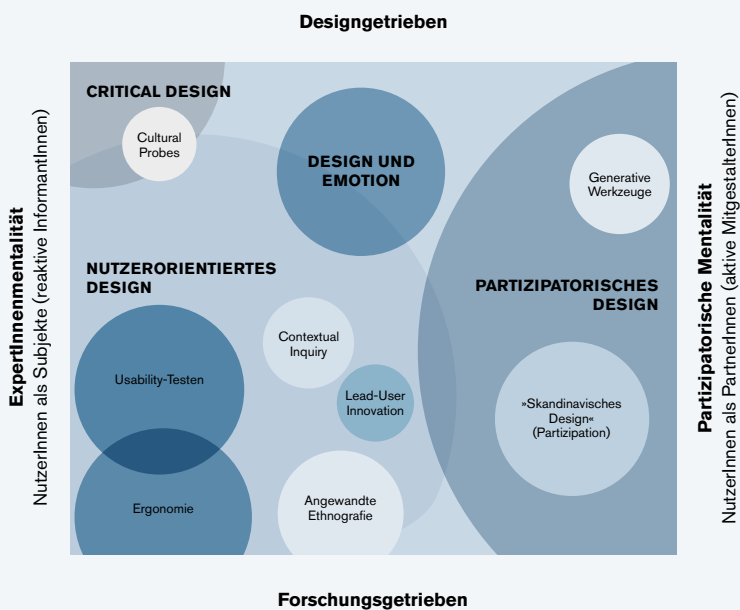 Designgetrieben
CRITICAL DESIGN
Cultural
Probes
DESIGN UND
EMOTION
Generative
Werkzeuge
ExpertInnenmentalität
NutzerInnen als Subjekte (reaktive InformantInnen)
NUTZERORIENTIERTES
DESIGN
PARTIZIPATORISCHES
DESIGN
Partizipatorische Mentalität
NutzerInnen als PartnerInnen (aktive MitgestalterInnen)
Contextual
Inquiry
Usability-Testen
Lead-User
Innovation
»Skandinavisches
Design«
(Partizipation)
Ergonomie
Angewandte
Ethnografie
Forschungsgetrieben